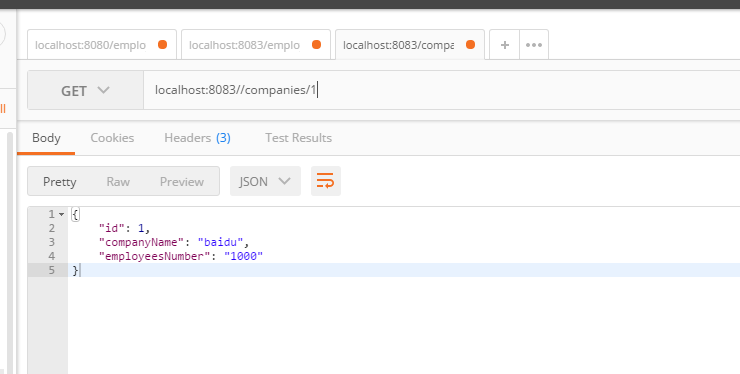 localhost:8080/emplo localhost:8083/emplo localhost:8083/compa + •••
GET localhost:8083//companies/1
ll
Body Cookies Headers (3) Test Results
Pretty Raw Preview JSON
1 {
2 "id": 1,
3 "companyName": "baidu",
4 "employeesNumber": "1000"
5 }